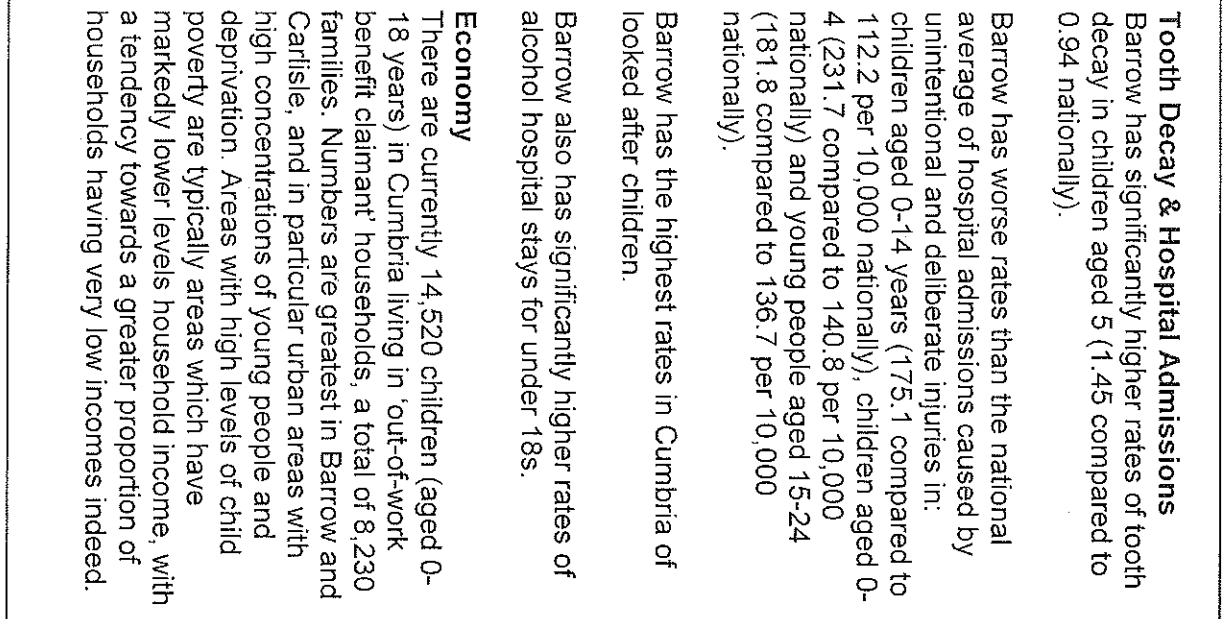 Tooth Decay & Hospital Admissions
Barrow has significantly higher rates of tooth
decay in children aged 5 (1.45 compared to
0.94 nationally).
Barrow has worse rates than the national
average of hospital admissions caused by
unintentional and deliberate injuries in:
children aged 0-14 years (175.1 compared to
112.2 per 10,000 nationally), children aged 0-
4 (231.7 compared to 140.8 per 10,000
nationally) and young people aged 15-24
(181.8 compared to 136.7 per 10,000
nationally).
Barrow has the highest rates in Cumbria of
looked after children.
Barrow also has significantly higher rates of
alcohol hospital stays for under 18s.
Economy
There are currently 14,520 children (aged 0-
18 years) in Cumbria living in 'out-of-work
benefit claimant' households, a total of 8,230
families. Numbers are greatest in Barrow and
Carlisle, and in particular urban areas with
high concentrations of young people and
deprivation. Areas with high levels of child
poverty are typically areas which have
markedly lower levels household income, with
a tendency towards a greater proportion of
households having very low incomes indeed.